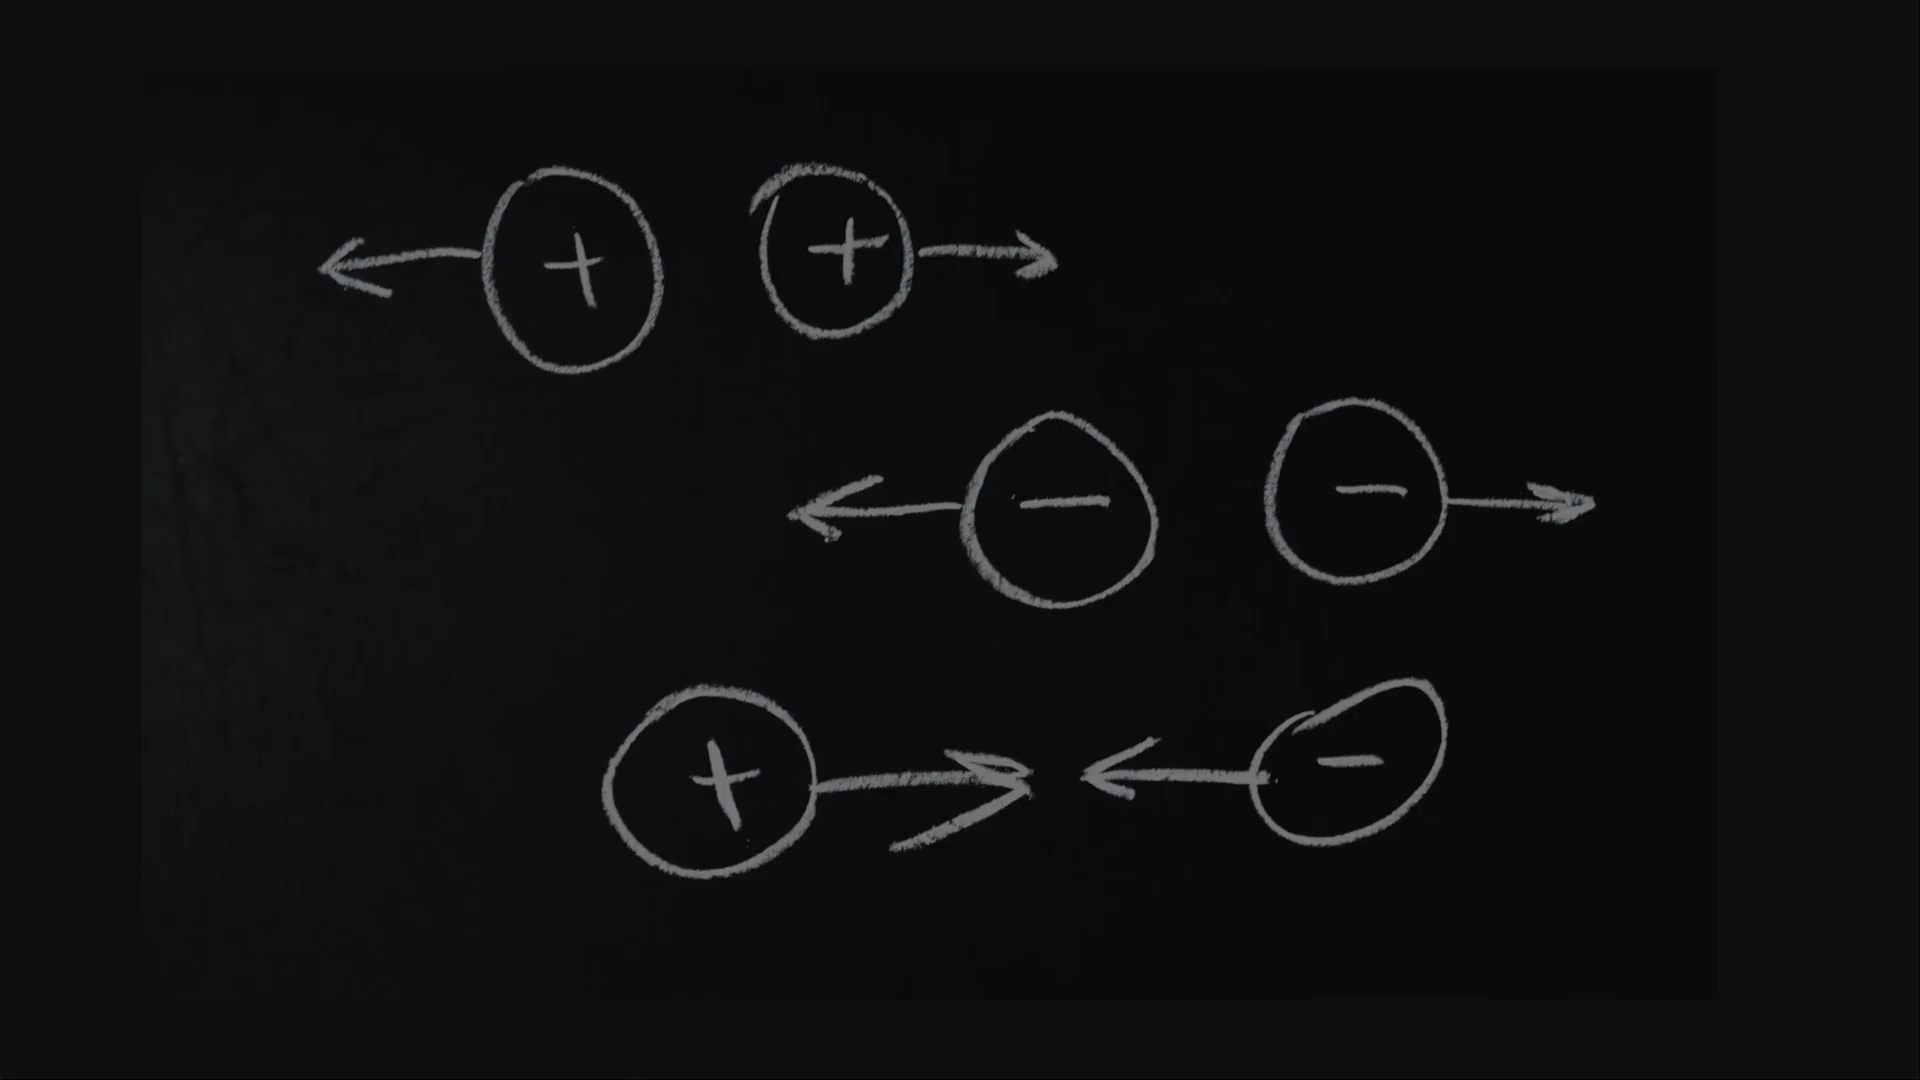 + +
− −
+ −